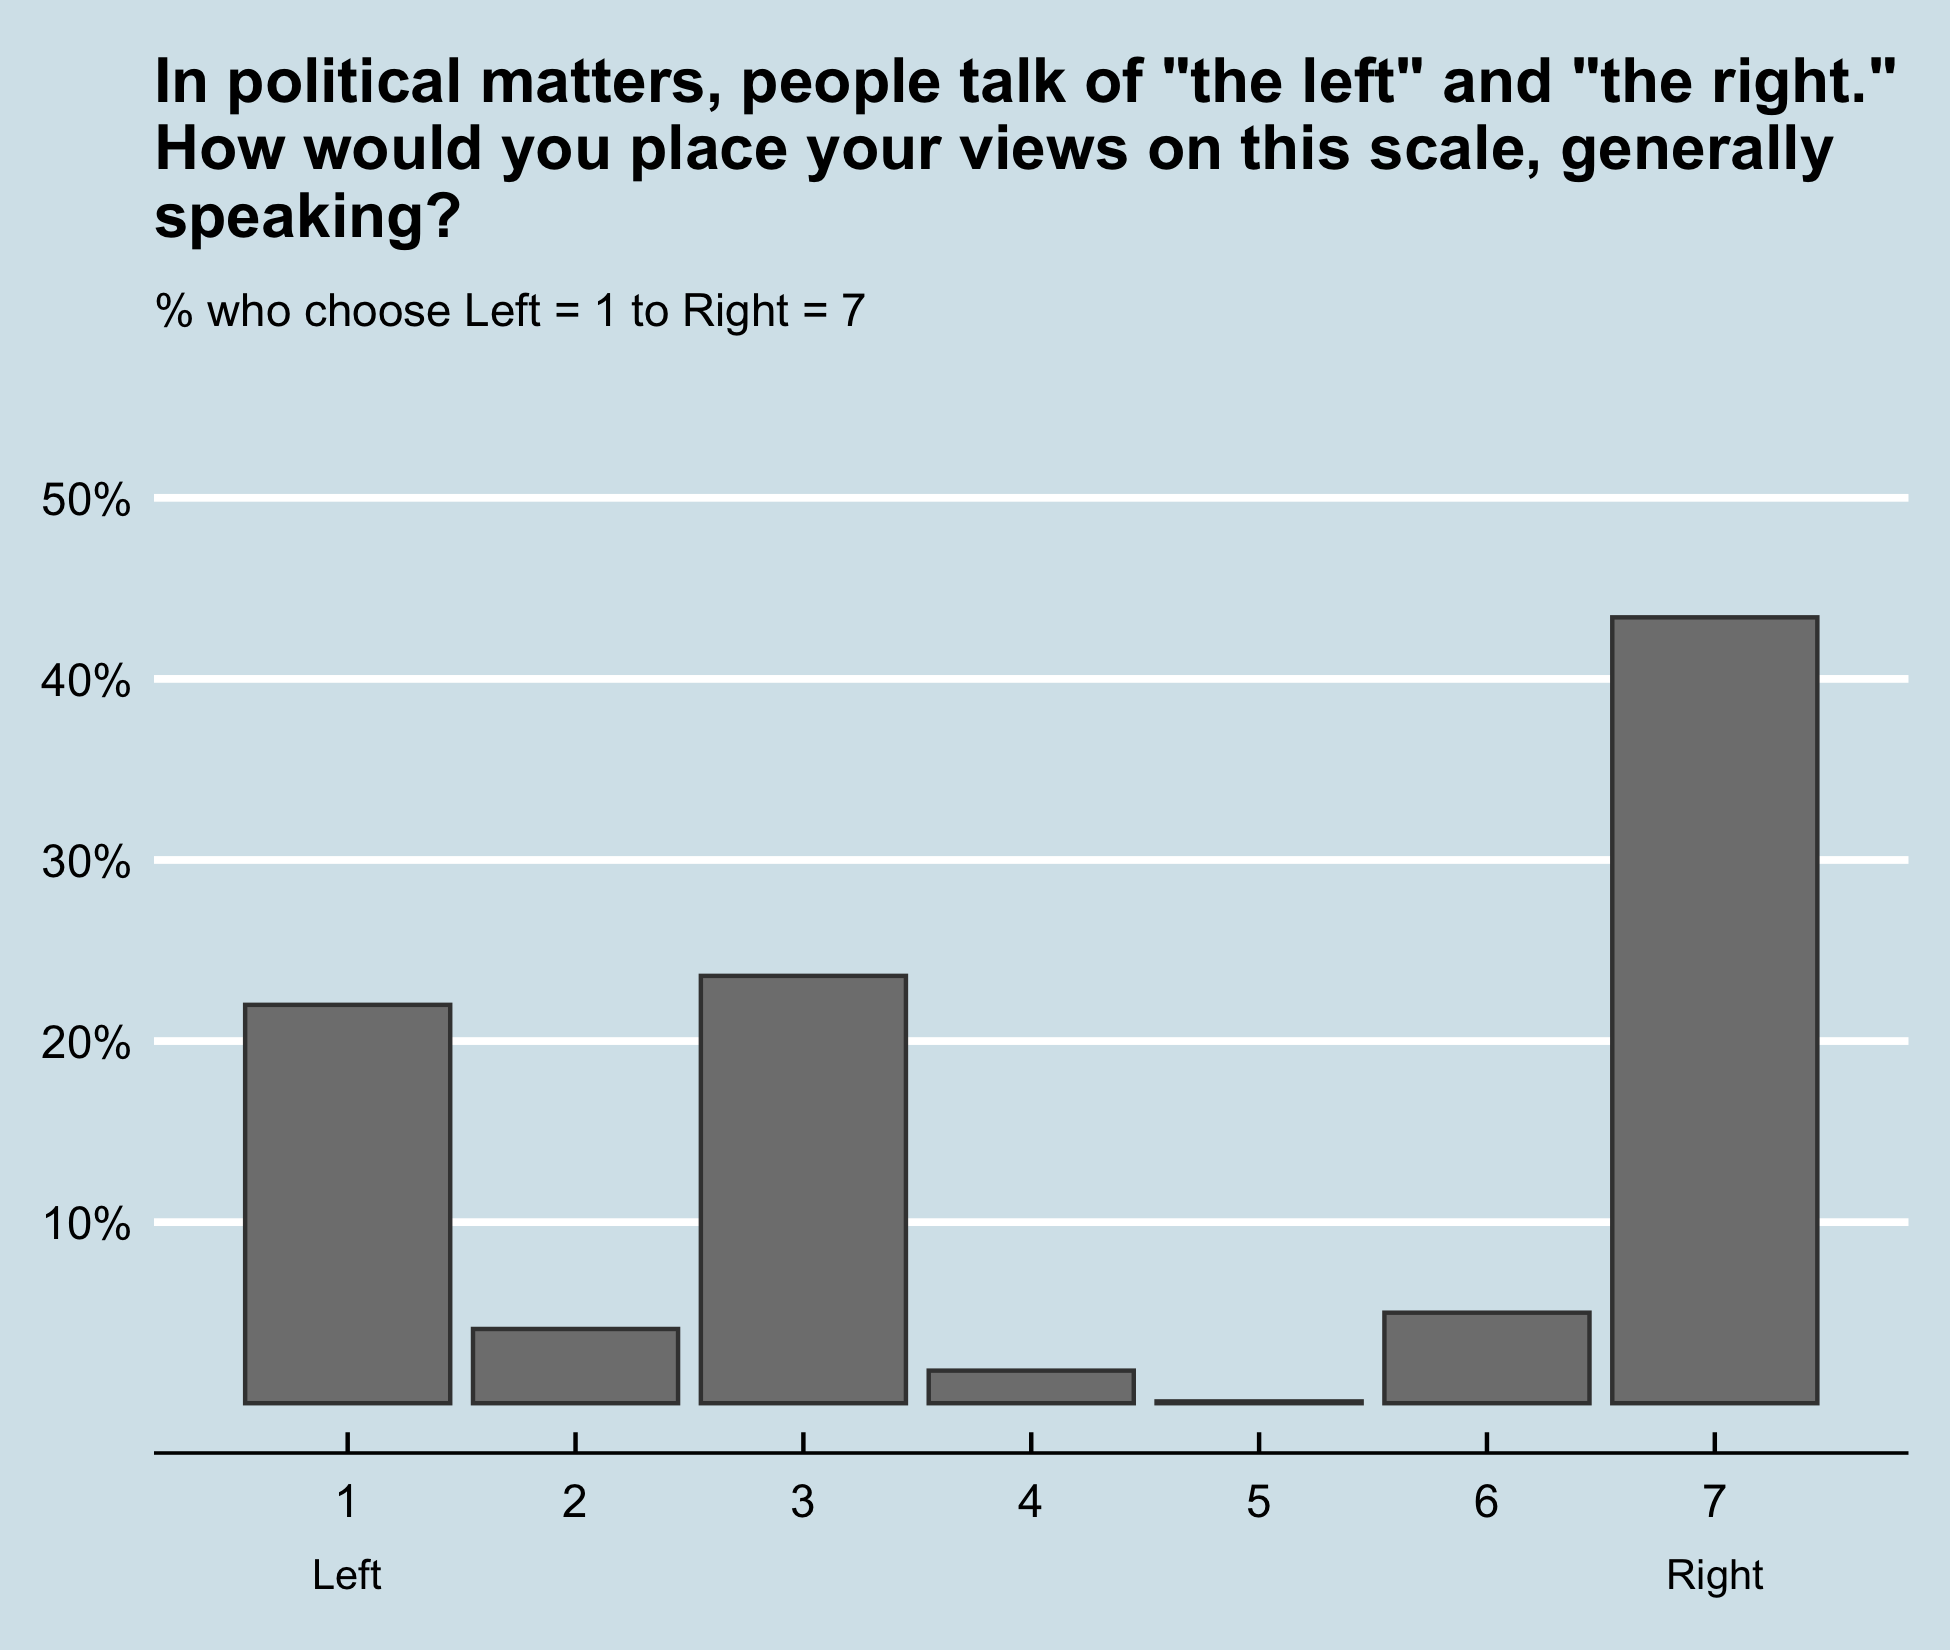 In political matters, people talk of "the left" and "the right."
How would you place your views on this scale, generally
speaking?
% who choose Left = 1 to Right = 7
50%
40%
30%
20%
10%
1 2 3 4 5 6 7
Left Right